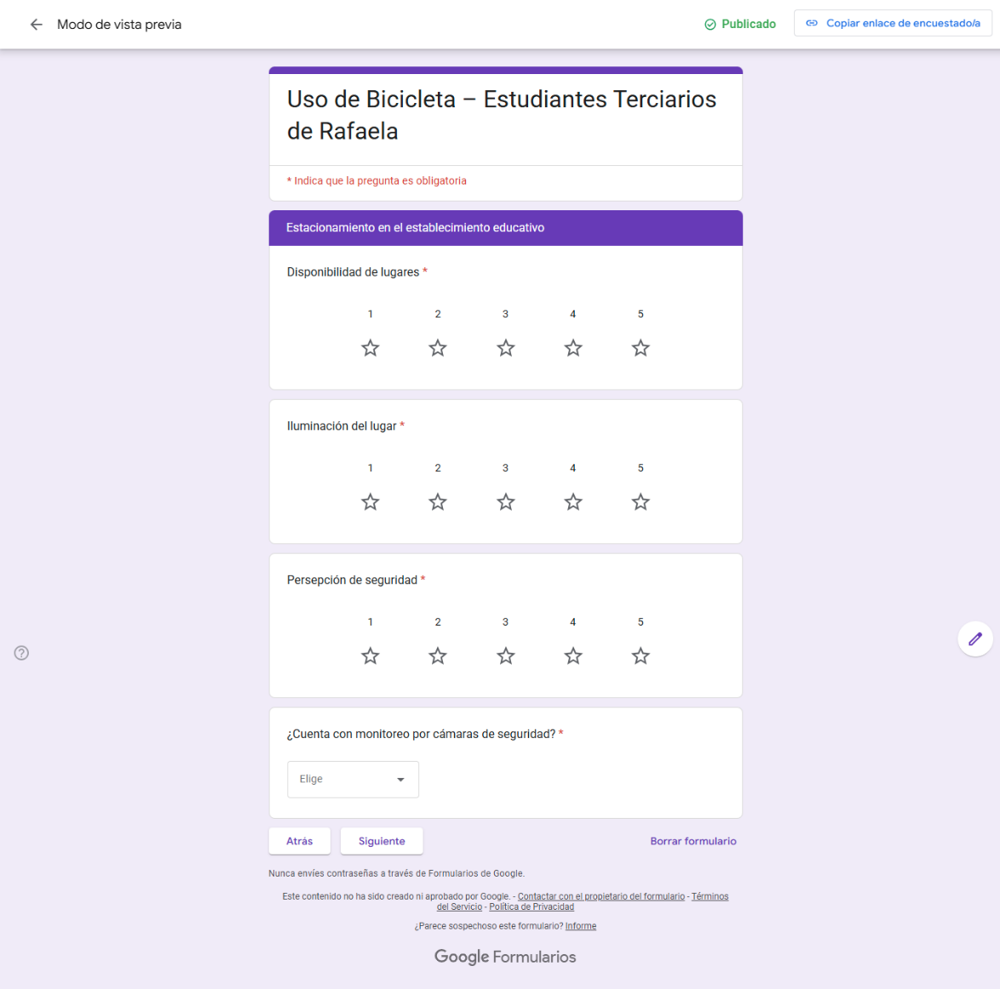 Modo de vista previa
Publicado
Copiar enlace de encuestado/a
Uso de Bicicleta – Estudiantes Terciarios
de Rafaela
* Indica que la pregunta es obligatoria
Estacionamiento en el establecimiento educativo
Disponibilidad de lugares *
1 2 3 4 5
Iluminación del lugar *
1 2 3 4 5
Persepción de seguridad *
1 2 3 4 5
¿Cuenta con monitoreo por cámaras de seguridad? *
Elige
Atrás Siguiente Borrar formulario
Nunca envíes contraseñas a través de Formularios de Google.
Este contenido no ha sido creado ni aprobado por Google. - Contactar con el propietario del formulario - Términos
del Servicio - Política de Privacidad
¿Parece sospechoso este formulario? Informe
Google Formularios